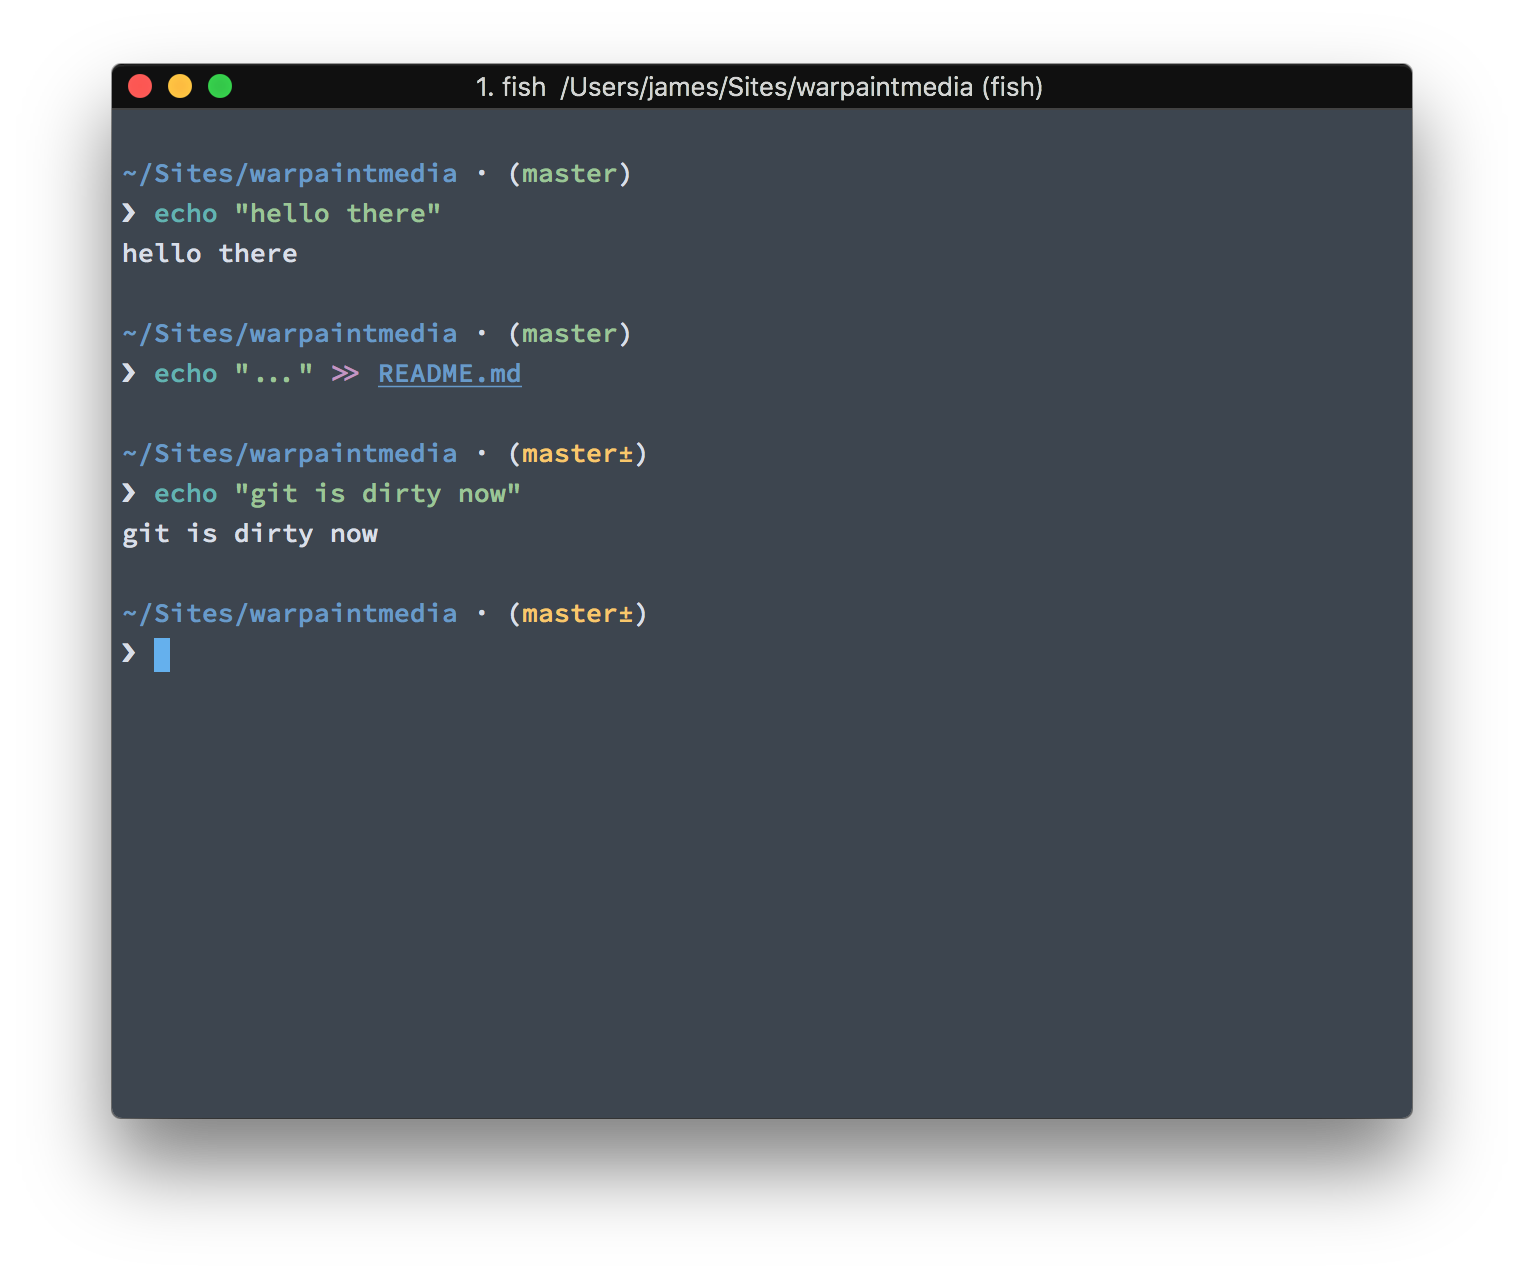 1. fish  /Users/james/Sites/warpaintmedia (fish)
~/Sites/warpaintmedia · (master)
❯ echo "hello there"
hello there
~/Sites/warpaintmedia · (master)
❯ echo "..." >> README.md
~/Sites/warpaintmedia · (master±)
❯ echo "git is dirty now"
git is dirty now
~/Sites/warpaintmedia · (master±)
❯